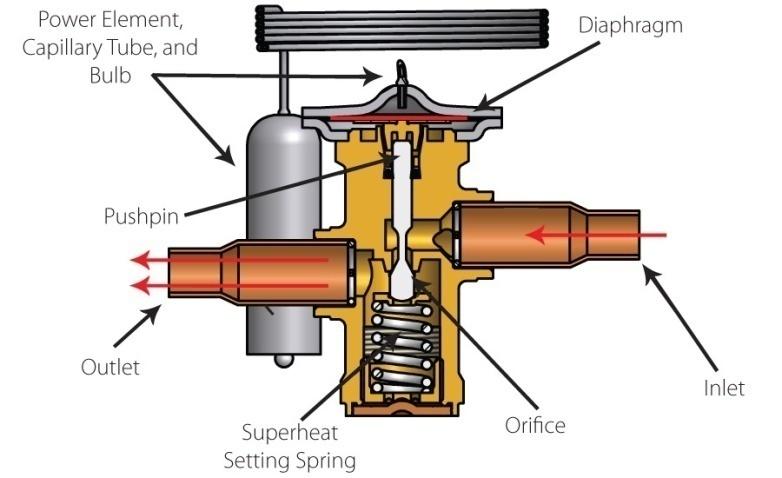 Power Element,
Capillary Tube, and
Bulb
Diaphragm
Pushpin
Outlet
Inlet
Superheat
Setting Spring
Orifice